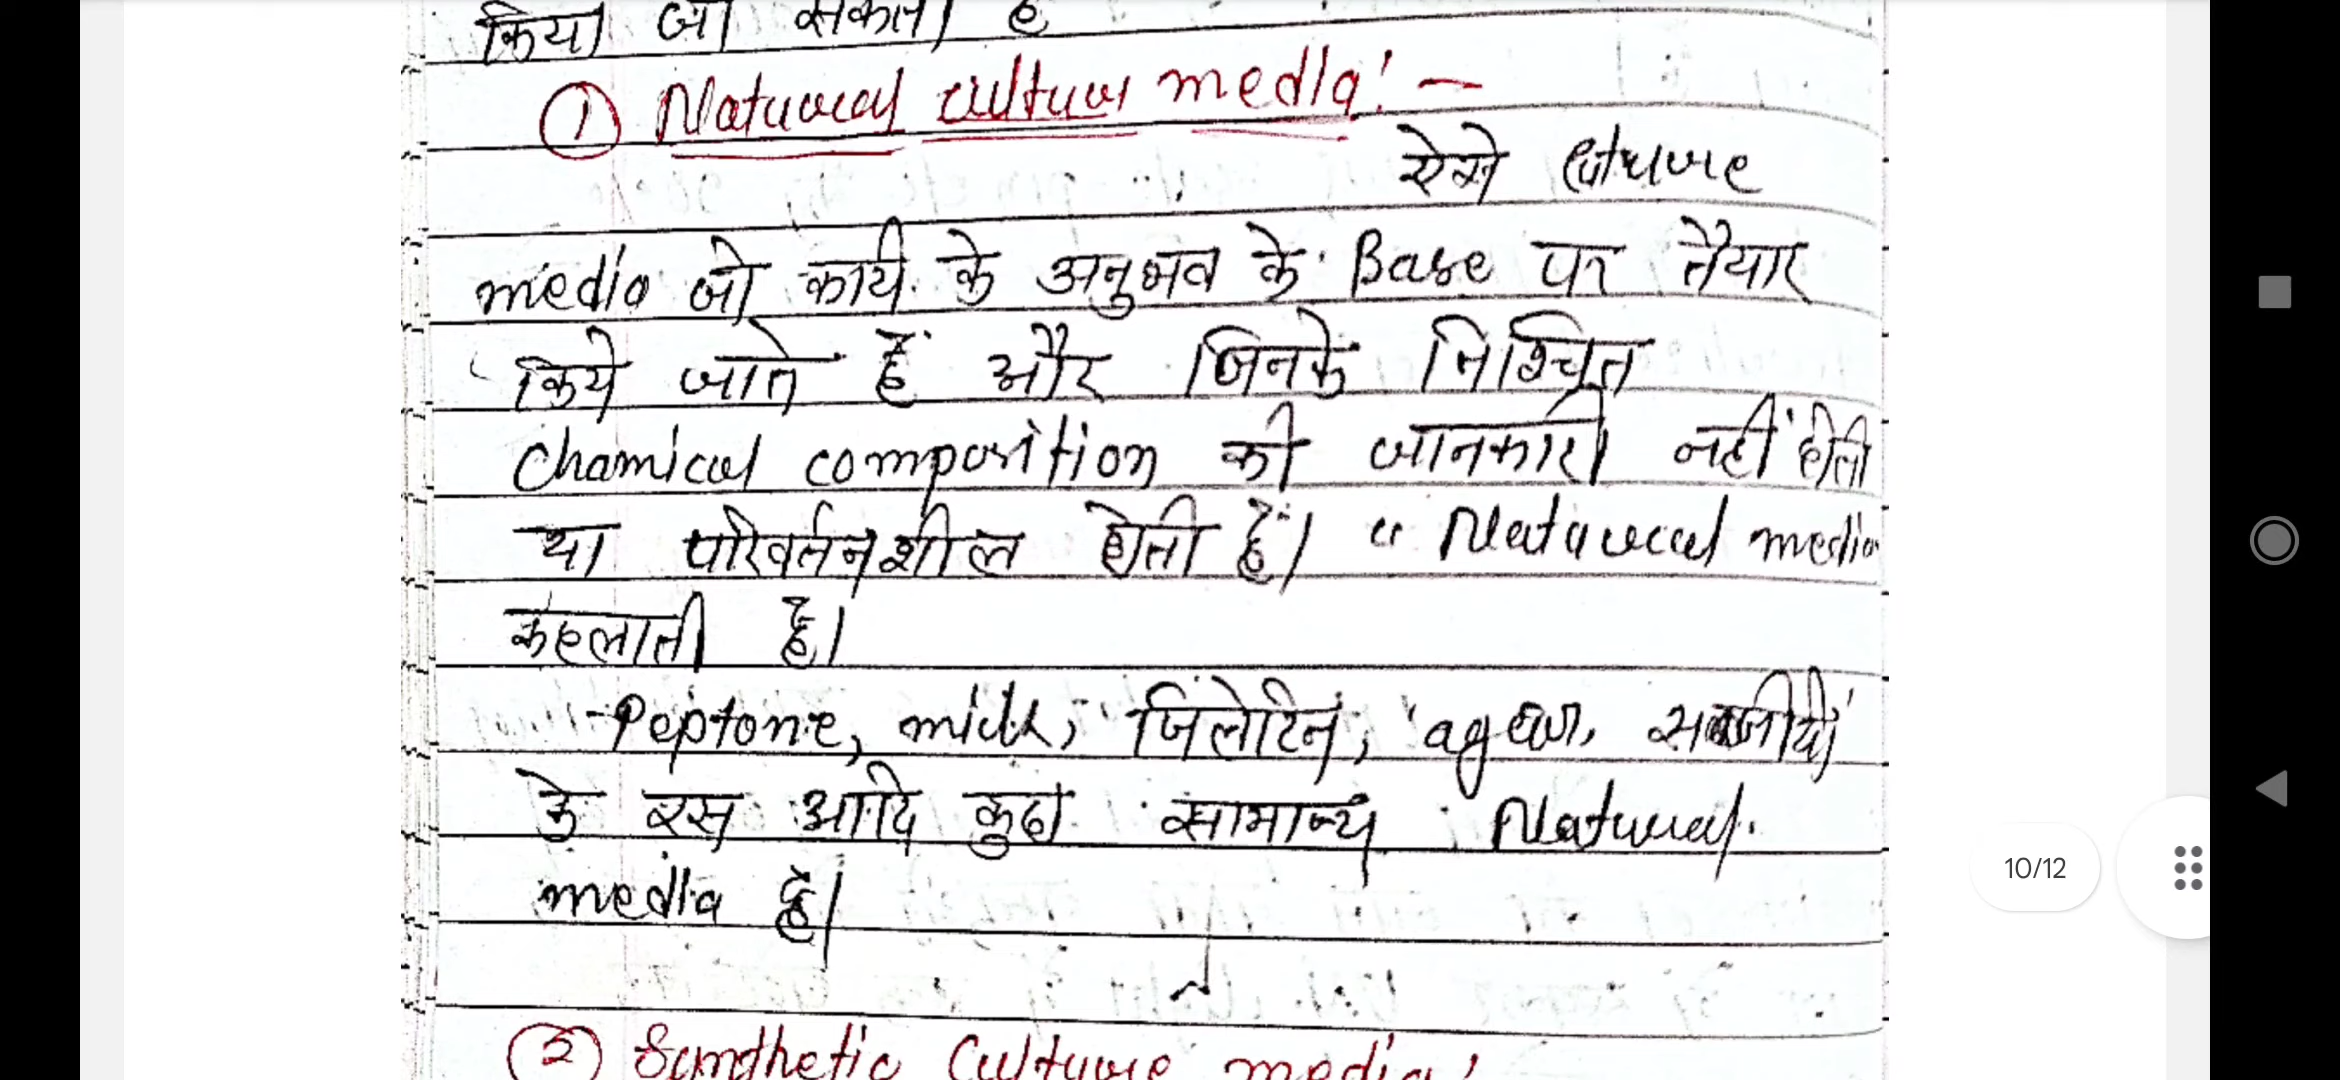 किया जा सकता है
① Natural culture media: -
ऐसे culture
media जो कार्य के अनुभव के Base पर तैयार
किये जाते हैं और जिनके निश्चित
chamical composition की जानकारी नहीं होती
या परिवर्तनशील होती है। " Natural media
कहलाती है।
-Peptone, milk, जिलेटिन, agar, सब्जीयों
के रस आदि कुछ सामान्य Natural
media है।
② Synthetic Culture media:
10/12